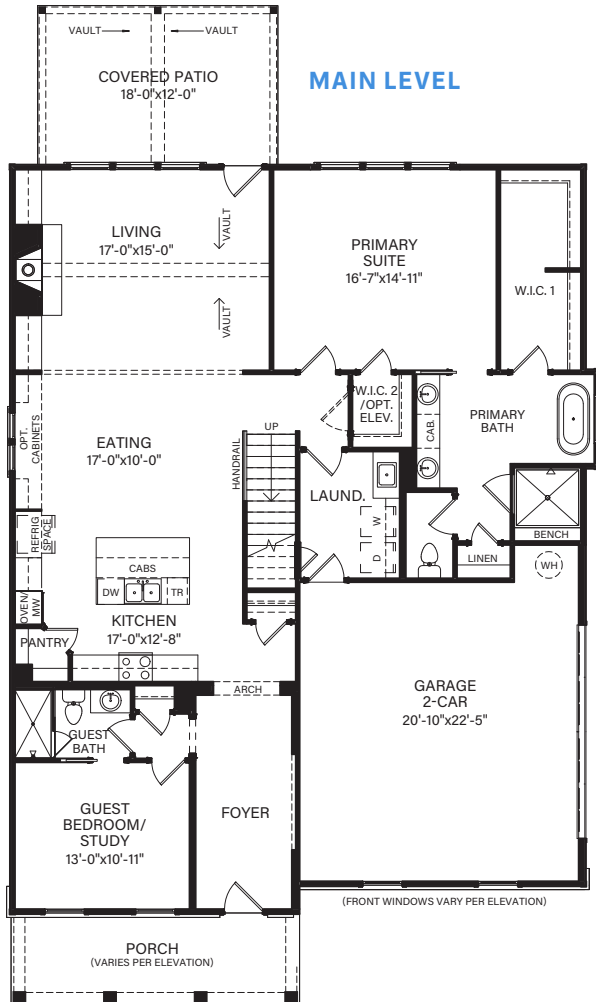 VAULT
VAULT
COVERED PATIO
18'-0"x12'-0"
MAIN LEVEL
LIVING
17'-0"x15'-0"
VAULT
VAULT
PRIMARY
SUITE
16'-7"x14'-11"
W.I.C. 1
W.I.C. 2
/OPT.
ELEV.
CAB.
PRIMARY
BATH
OPT.
CABINETS
EATING
17'-0"x10'-0"
UP
HANDRAIL
LAUND.
W
D
BENCH
LINEN
WH
REFRIG
SPACE
CABS
DW
TR
OVEN/
MW
KITCHEN
17'-0"x12'-8"
PANTRY
ARCH
GARAGE
2-CAR
20'-10"x22'-5"
GUEST
BATH
FOYER
GUEST
BEDROOM/
STUDY
13'-0"x10'-11"
(FRONT WINDOWS VARY PER ELEVATION)
PORCH
(VARIES PER ELEVATION)